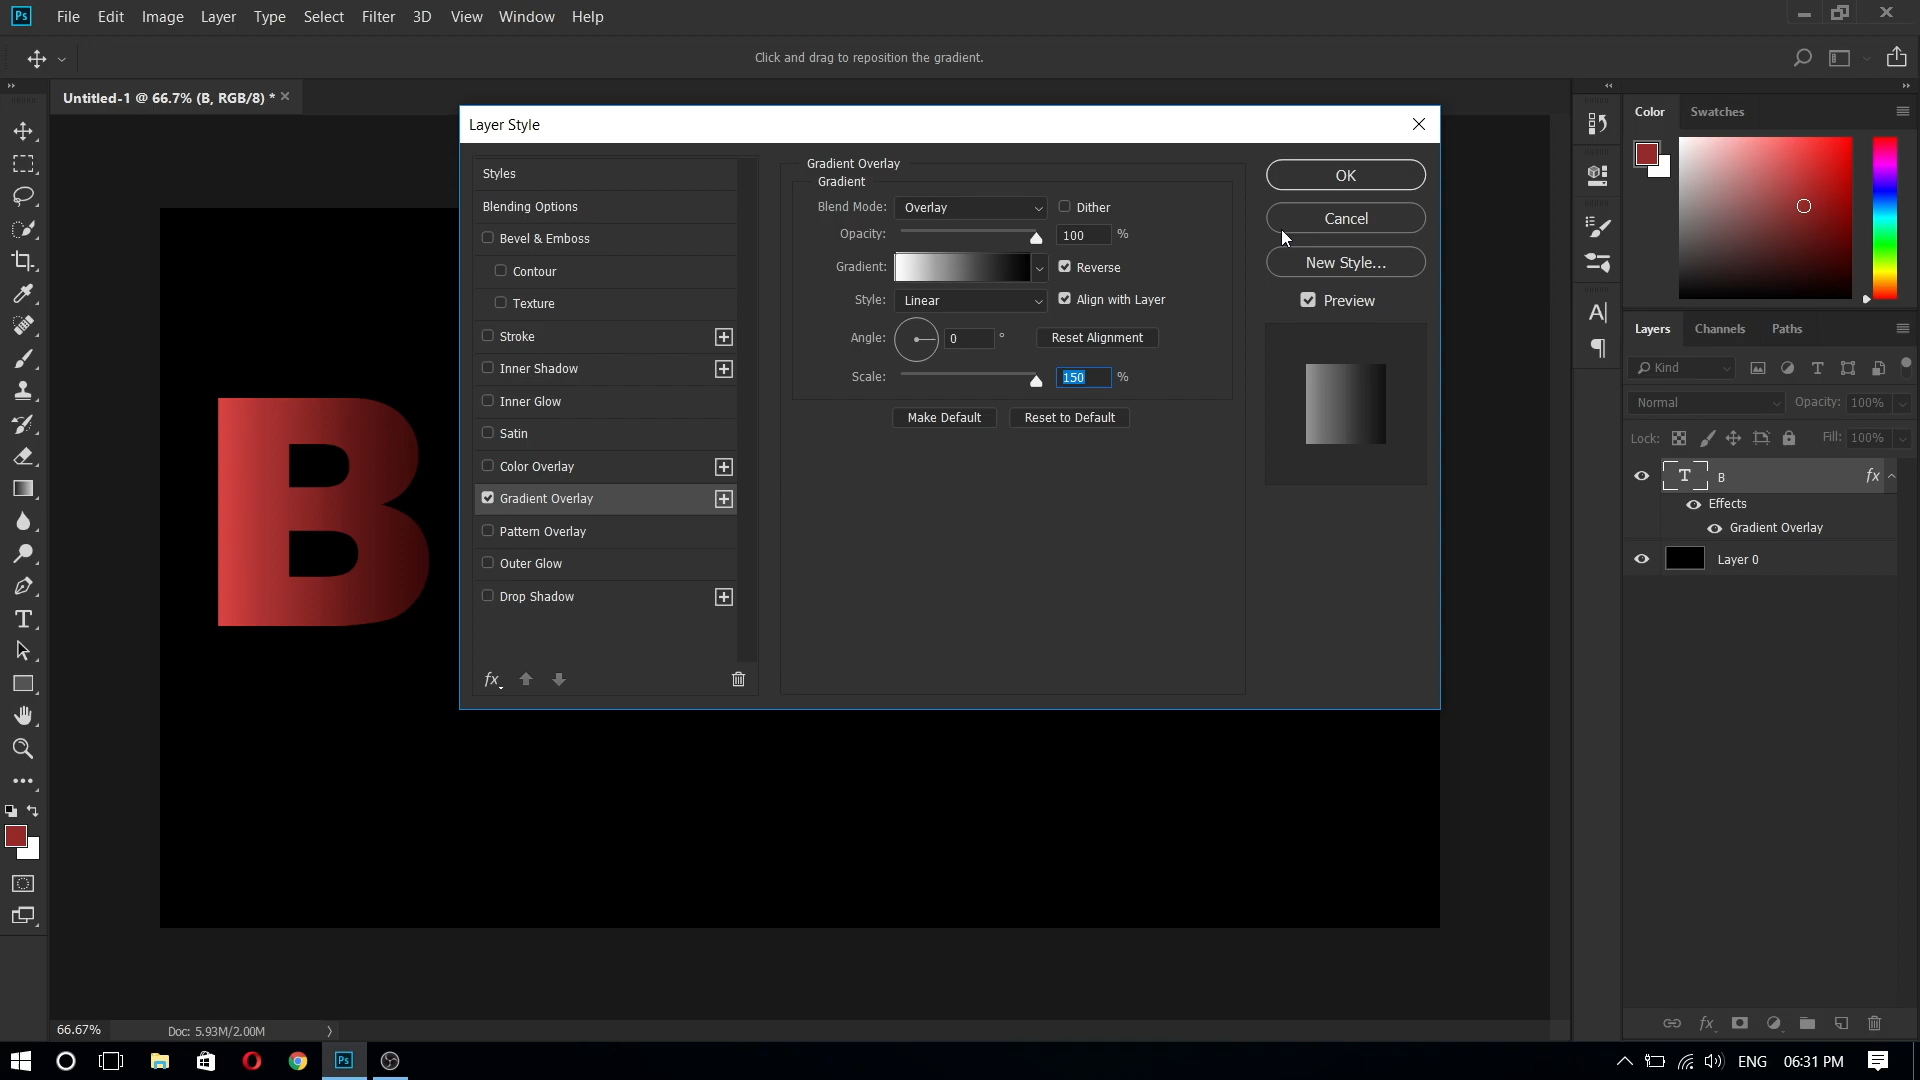 Ps File Edit Image Layer Type Select Filter 3D View Window Help
Click and drag to reposition the gradient.
Untitled-1 @ 66.7% (B, RGB/8) *
Layer Style
Styles
Blending Options
Bevel & Emboss
Contour
Texture
Stroke
Inner Shadow
Inner Glow
Satin
Color Overlay
Gradient Overlay
Pattern Overlay
Outer Glow
Drop Shadow
fx
Gradient Overlay
Gradient
Blend Mode: Overlay Dither
Opacity: 100 %
Gradient: Reverse
Style: Linear Align with Layer
Angle: 0 ° Reset Alignment
Scale: 150 %
Make Default Reset to Default
OK
Cancel
New Style...
Preview
B
Color Swatches
Layers Channels Paths
Kind
Normal Opacity: 100%
Lock: Fill: 100%
T B fx
Effects
Gradient Overlay
Layer 0
fx
66.67% Doc: 5.93M/2.00M
Ps ENG 06:31 PM